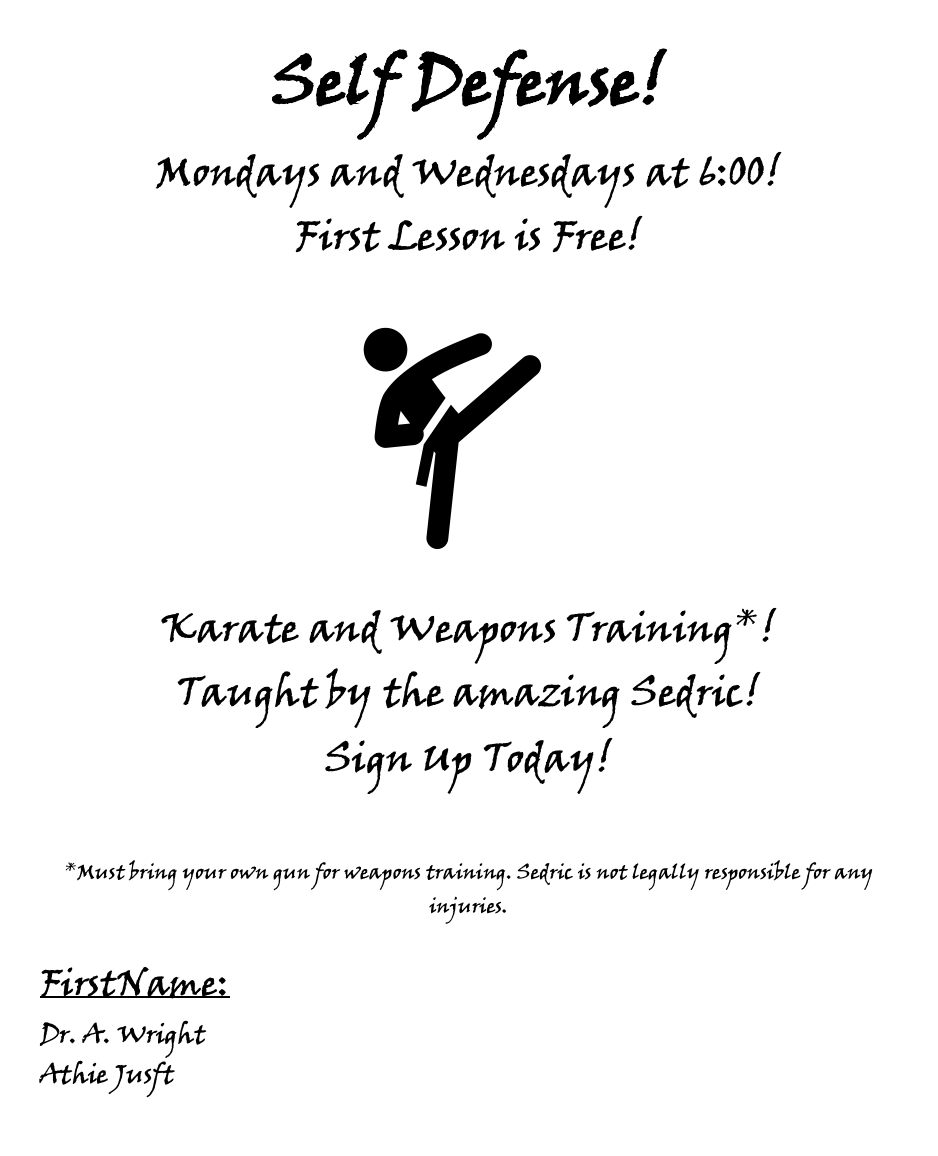 Self Defense!
Mondays and Wednesdays at 6:00!
First Lesson is Free!
Karate and Weapons Training*!
Taught by the amazing Sedric!
Sign Up Today!
*Must bring your own gun for weapons training. Sedric is not legally responsible for any
injuries.
FirstName:
Dr. A. Wright
Athie Jusft